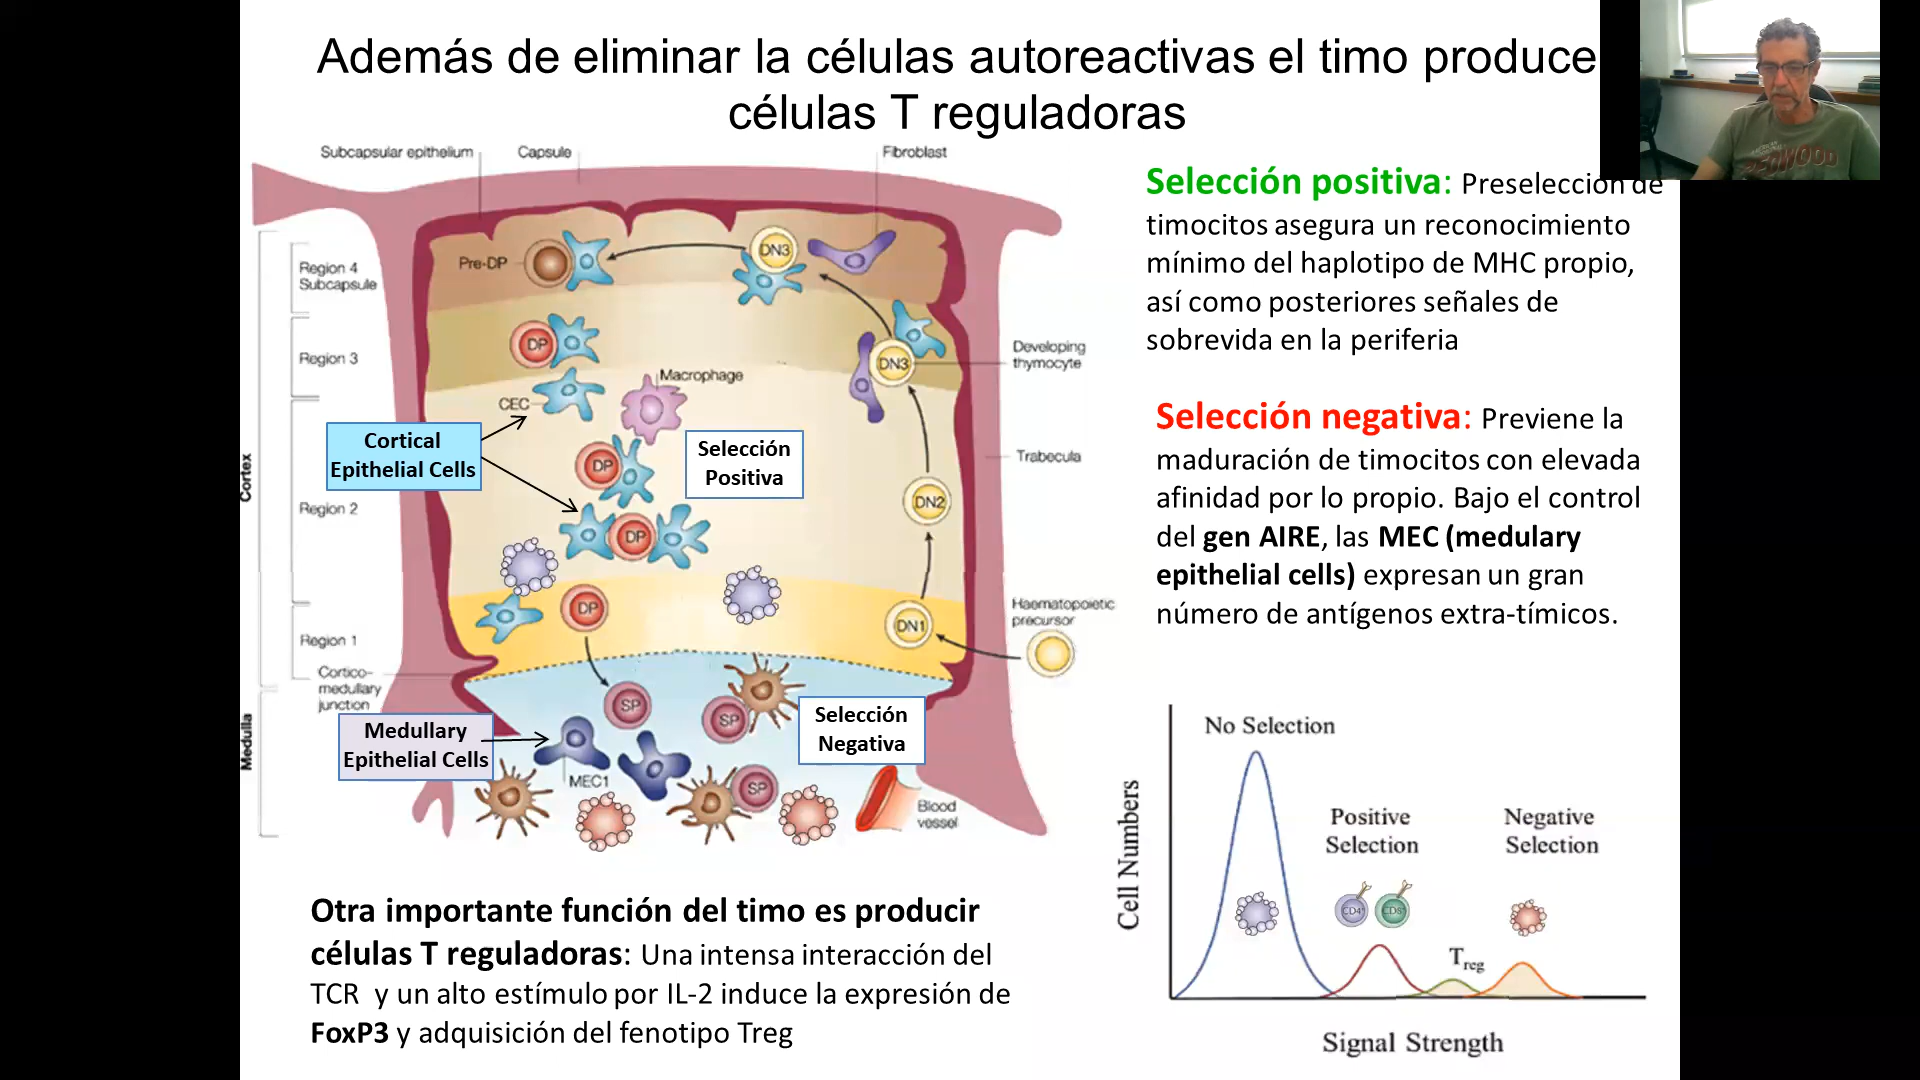 Además de eliminar la células autoreactivas el timo produce
células T reguladoras
Subcapsular epithelium
Capsule
Fibroblast
Selección positiva: Preselección de
timocitos asegura un reconocimiento
mínimo del haplotipo de MHC propio,
así como posteriores señales de
sobrevida en la periferia
Selección negativa: Previene la
maduración de timocitos con elevada
afinidad por lo propio. Bajo el control
del gen AIRE, las MEC (medulary
epithelial cells) expresan un gran
número de antígenos extra-tímicos.
Cortex
Medulla
Region 4
Subcapsule
Region 3
Region 2
Region 1
Cortico-
medullary
junction
Pre-DP
DN3
DP
DN3
Developing
thymocyte
Macrophage
CEC
Cortical
Epithelial Cells
Selección
Positiva
Trabecula
DP
DN2
DP
DP
DN1
Haematopoietic
precursor
SP
SP
Selección
Negativa
Medullary
Epithelial Cells
MEC1
SP
Blood
vessel
Otra importante función del timo es producir
células T reguladoras: Una intensa interacción del
TCR y un alto estímulo por IL-2 induce la expresión de
FoxP3 y adquisición del fenotipo Treg
Cell Numbers
No Selection
Positive
Selection
Negative
Selection
CD4+
CD8+
Treg
Signal Strength